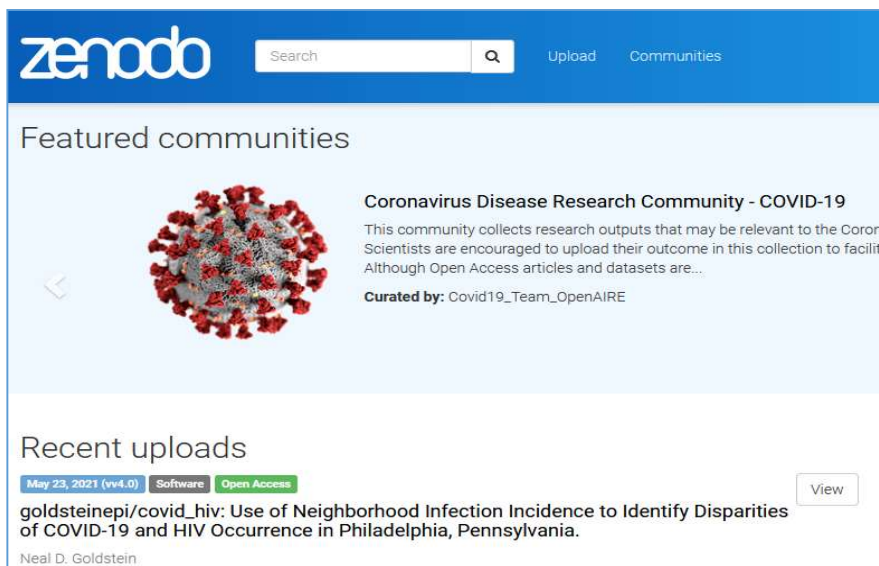 zenodo
Search
Upload
Communities
Featured communities
Coronavirus Disease Research Community - COVID-19
This community collects research outputs that may be relevant to the
Scientists are encouraged to upload their outcome in this collection to
Although Open Access articles and datasets are...
Curated by: Covid19_Team_OpenAIRE
Recent uploads
May 23, 2021 (vv4.0) Software Open Access
View
goldsteinepi/covid_hiv: Use of Neighborhood Infection Incidence to Identify Disparities
of COVID-19 and HIV Occurrence in Philadelphia, Pennsylvania.
Neal D. Goldstein